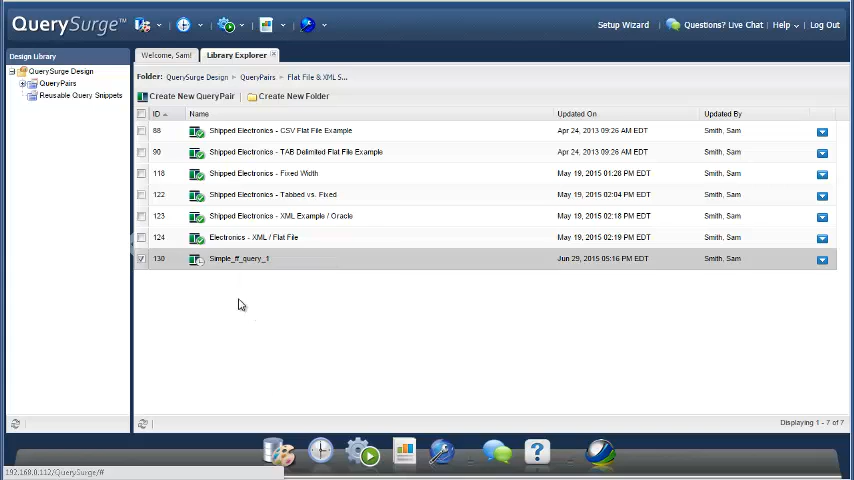 QuerySurge™
Setup Wizard
Questions? Live Chat
Help
Log Out
Design Library
Welcome, Sam!
Library Explorer
QuerySurge Design
QueryPairs
Reusable Query Snippets
Folder: QuerySurge Design QueryPairs Flat File & XML S...
Create New QueryPair
Create New Folder
ID Name Updated On Updated By
88 Shipped Electronics - CSV Flat File Example Apr 24, 2013 09:26 AM EDT Smith, Sam
90 Shipped Electronics - TAB Delimited Flat File Example Apr 24, 2013 09:26 AM EDT Smith, Sam
118 Shipped Electronics - Fixed Width May 19, 2015 01:28 PM EDT Smith, Sam
122 Shipped Electronics - Tabbed vs. Fixed May 19, 2015 02:04 PM EDT Smith, Sam
123 Shipped Electronics - XML Example / Oracle May 19, 2015 02:18 PM EDT Smith, Sam
124 Electronics - XML / Flat File May 19, 2015 02:19 PM EDT Smith, Sam
130 Simple_ff_query_1 Jun 29, 2015 05:16 PM EDT Smith, Sam
Displaying 1 - 7 of 7
192.168.0.112/QuerySurge/#